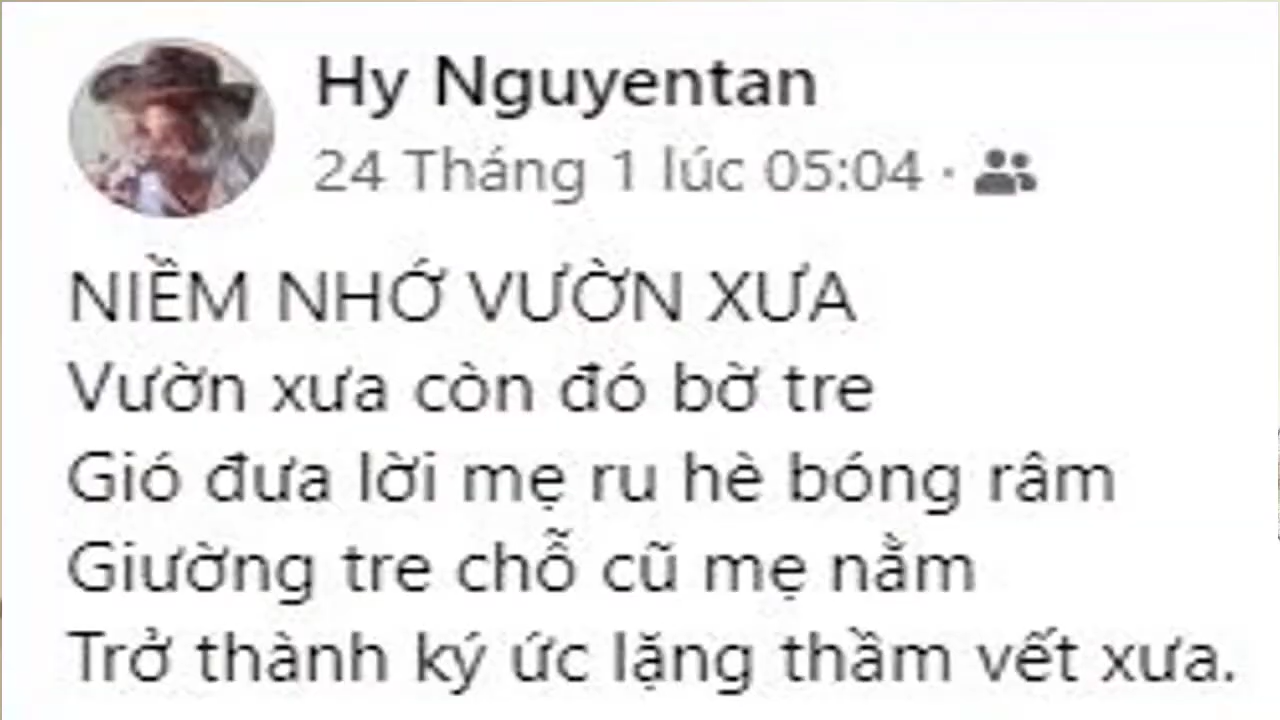 Hy Nguyentan
24 Tháng 1 lúc 05:04 ·
NIỀM NHỚ VƯỜN XƯA
Vườn xưa còn đó bờ tre
Gió đưa lời mẹ ru hè bóng râm
Giường tre chỗ cũ mẹ nằm
Trở thành ký ức lặng thầm vết xưa.